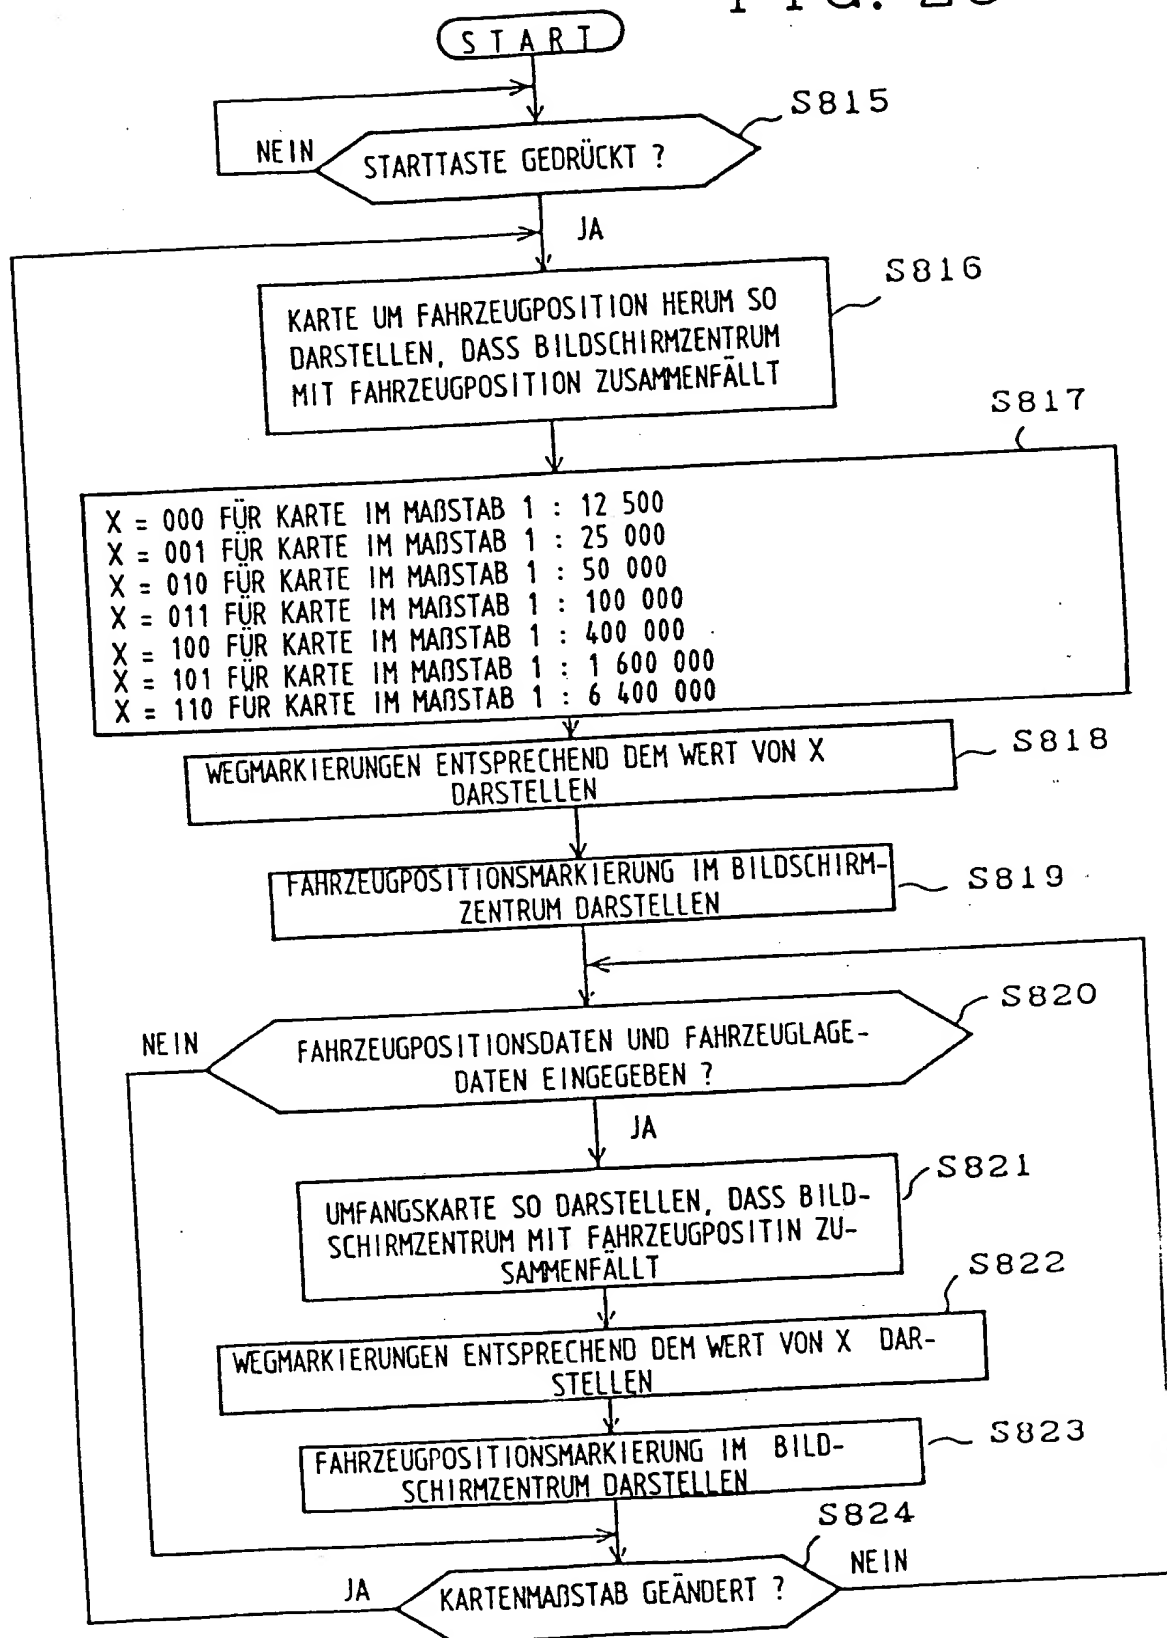 START
S815
NEIN
STARTTASTE GEDRÜCKT ?
JA
S816
KARTE UM FAHRZEUGPOSITION HERUM SO
DARSTELLEN, DASS BILDSCHIRMZENTRUM
MIT FAHRZEUGPOSITION ZUSAMMENFÄLLT
S817
X = 000 FÜR KARTE IM MAßSTAB 1 : 12 500
X = 001 FÜR KARTE IM MAßSTAB 1 : 25 000
X = 010 FÜR KARTE IM MAßSTAB 1 : 50 000
X = 011 FÜR KARTE IM MAßSTAB 1 : 100 000
X = 100 FÜR KARTE IM MAßSTAB 1 : 400 000
X = 101 FÜR KARTE IM MAßSTAB 1 : 1 600 000
X = 110 FÜR KARTE IM MAßSTAB 1 : 6 400 000
S818
WEGMARKIERUNGEN ENTSPRECHEND DEM WERT VON X
DARSTELLEN
S819
FAHRZEUGPOSITIONSMARKIERUNG IM BILDSCHIRM-
ZENTRUM DARSTELLEN
S820
NEIN
FAHRZEUGPOSITIONSDATEN UND FAHRZEUGLAGE-
DATEN EINGEGEBEN ?
JA
S821
UMFANGSKARTE SO DARSTELLEN, DASS BILD-
SCHIRMZENTRUM MIT FAHRZEUGPOSITIN ZU-
SAMMENFÄLLT
S822
WEGMARKIERUNGEN ENTSPRECHEND DEM WERT VON X DAR-
STELLEN
S823
FAHRZEUGPOSITIONSMARKIERUNG IM BILD-
SCHIRMZENTRUM DARSTELLEN
S824
JA
KARTENMAßSTAB GEÄNDERT ?
NEIN